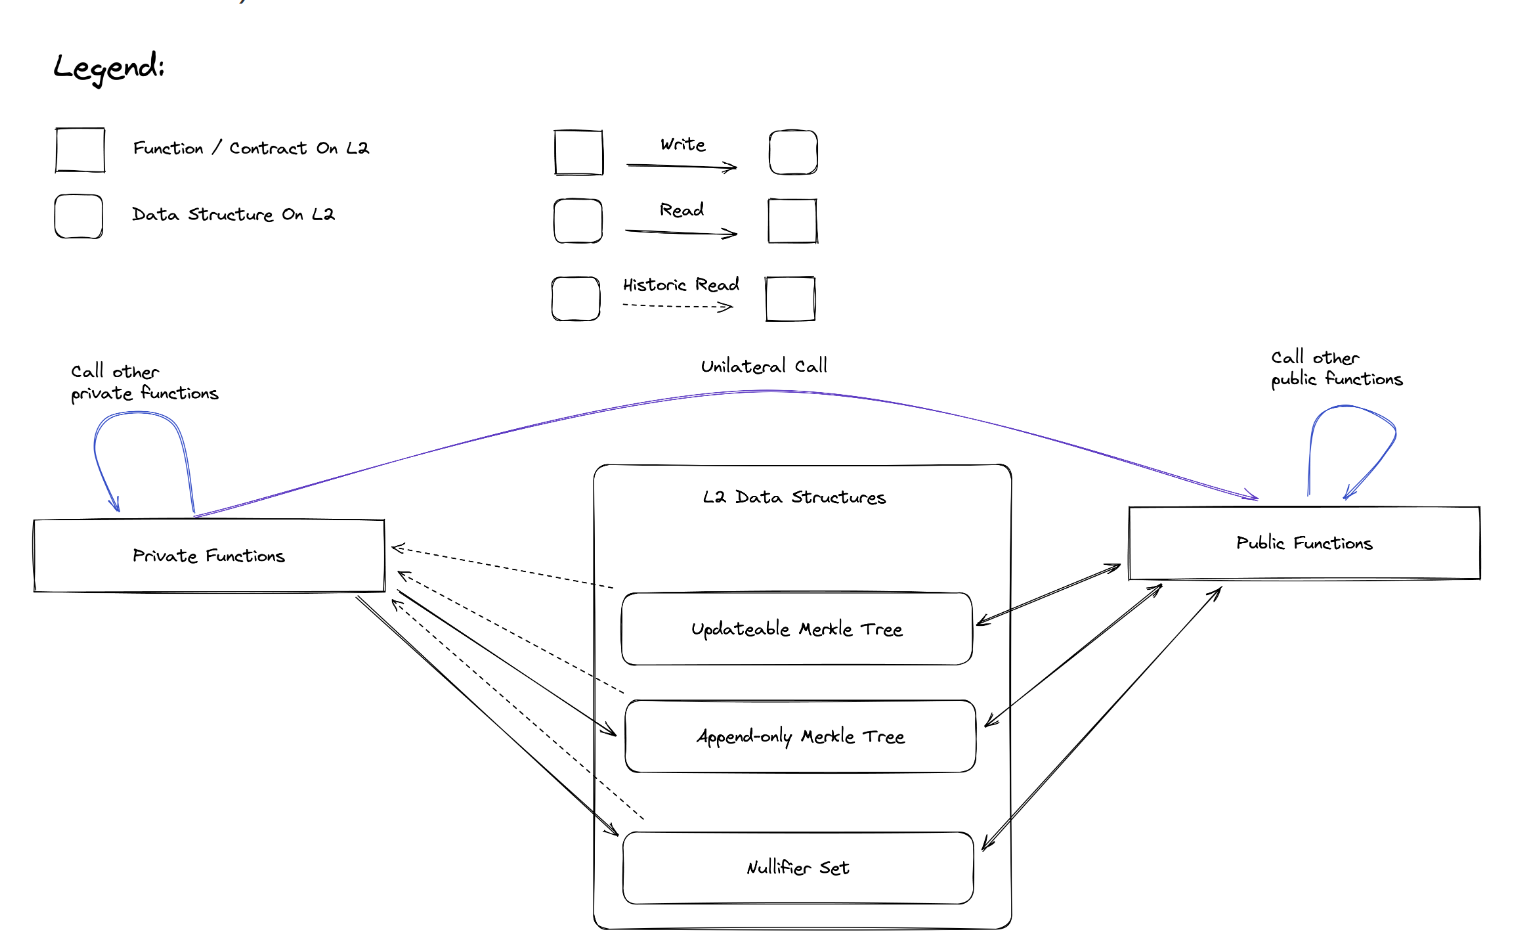 Legend:
Function / Contract On L2
Data Structure On L2
Write
Read
Historic Read
Unilateral Call
Call other
private functions
Call other
public functions
L2 Data Structures
Private Functions
Public Functions
Updateable Merkle Tree
Append-only Merkle Tree
Nullifier Set